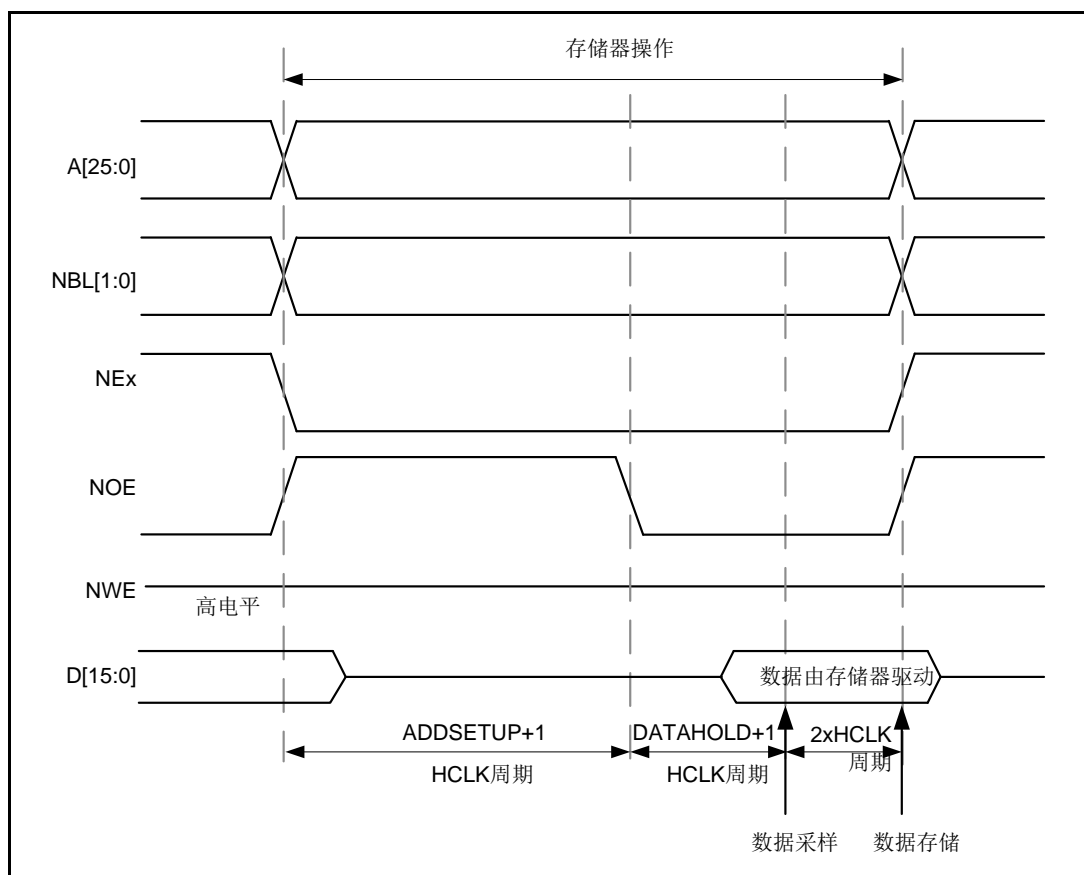 存储器操作
A[25:0]
NBL[1:0]
NEx
NOE
NWE
高电平
D[15:0]
数据由存储器驱动
ADDSETUP+1
HCLK周期
DATAHOLD+1
HCLK周期
2xHCLK
周期
数据采样
数据存储